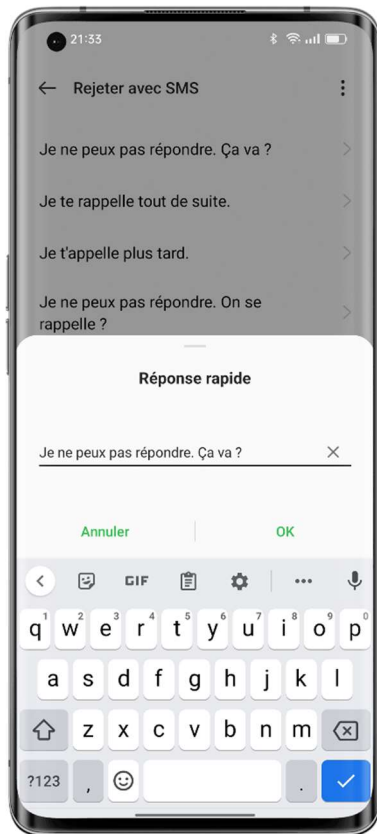 21:33
Rejeter avec SMS
Je ne peux pas répondre. Ça va ?
Je te rappelle tout de suite.
Je t'appelle plus tard.
Je ne peux pas répondre. On se
rappelle ?
Réponse rapide
Je ne peux pas répondre. Ça va ?
Annuler OK
GIF
1 2 3 4 5 6 7 8 9 0
q w e r t y u i o p
a s d f g h j k l
z x c v b n m
?123 , .